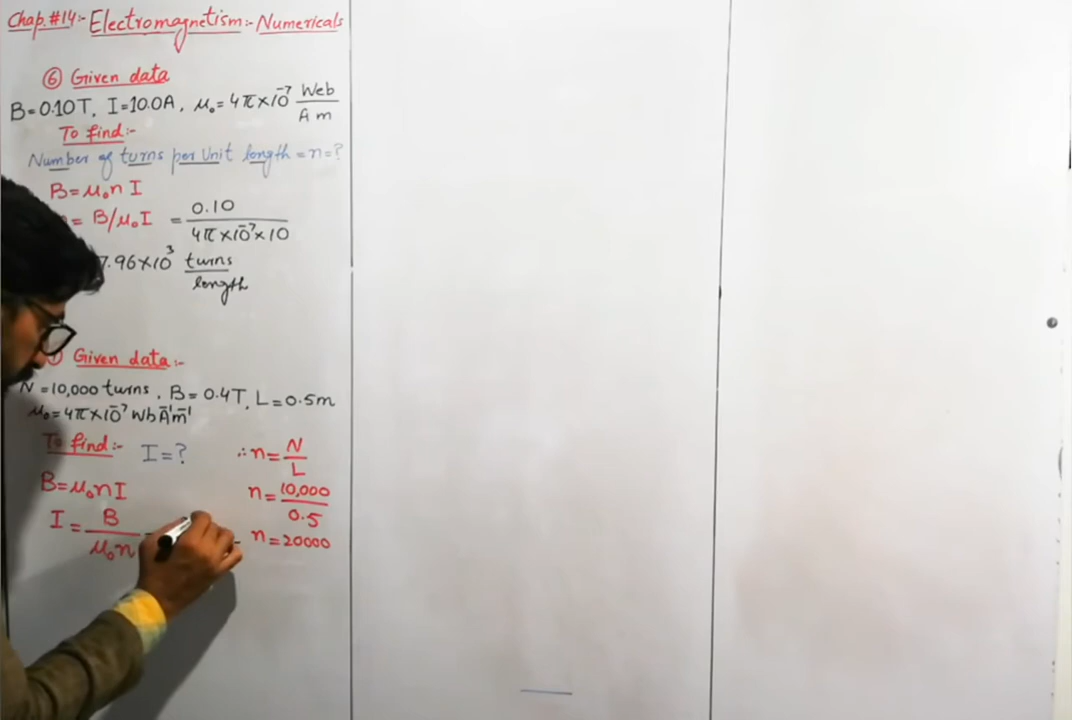 Chap.#14:- Electromagnetism:- Numericals
⑥ Given data
B=0.10T, I=10.0A, μ₀=4π×10⁻⁷ Web/Am
To find:-
Number of turns per Unit length=n=?
B=μ₀nI
= B/μ₀I = 0.10/4π×10⁻⁷×10
7.96×10³ turns/length
Given data:-
N=10,000 turns, B=0.4T, L=0.5m
μ₀=4π×10⁻⁷ Wb A⁻¹m⁻¹
To find:- I=? ∴n=N/L
B=μ₀nI n=10,000/0.5
I=B/μ₀n n=20000